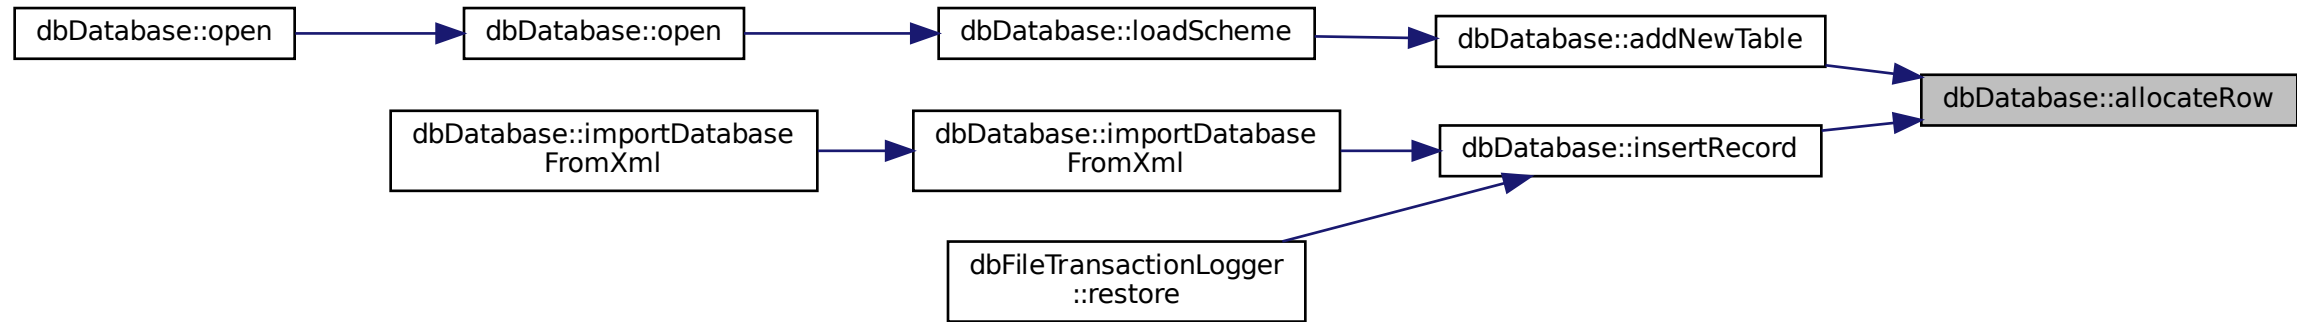 dbDatabase::open
dbDatabase::open
dbDatabase::loadScheme
dbDatabase::addNewTable
dbDatabase::allocateRow
dbDatabase::importDatabase
FromXml
dbDatabase::importDatabase
FromXml
dbDatabase::insertRecord
dbFileTransactionLogger
::restore